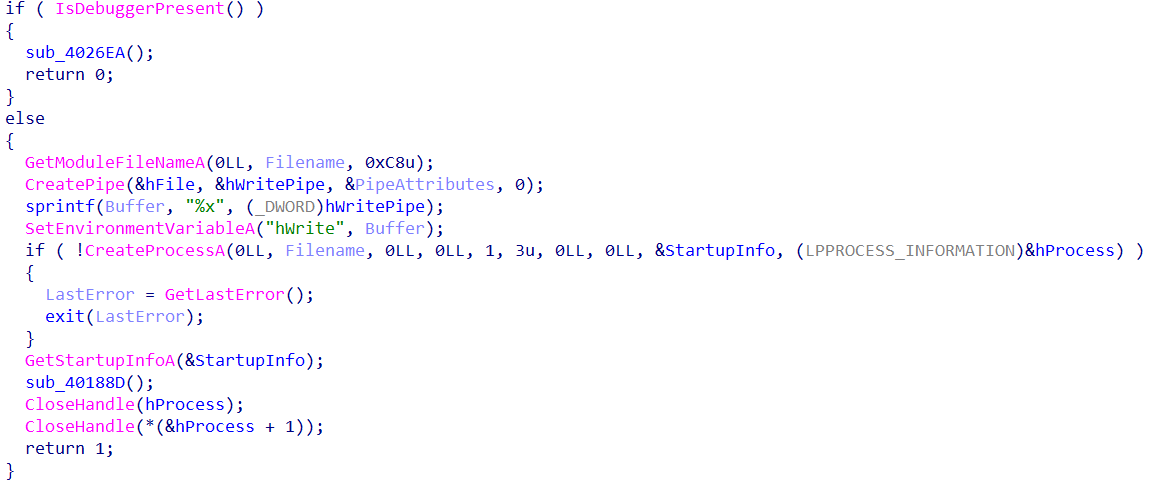 if ( IsDebuggerPresent() )
{
sub_4026EA();
return 0;
}
else
{
GetModuleFileNameA(0LL, Filename, 0xC8u);
CreatePipe(&hFile, &hWritePipe, &PipeAttributes, 0);
sprintf(Buffer, "%x", (_DWORD)hWritePipe);
SetEnvironmentVariableA("hWrite", Buffer);
if ( !CreateProcessA(0LL, Filename, 0LL, 0LL, 1, 3u, 0LL, 0LL, &StartupInfo, (LPPROCESS_INFORMATION)&hProcess) )
{
LastError = GetLastError();
exit(LastError);
}
GetStartupInfoA(&StartupInfo);
sub_40188D();
CloseHandle(hProcess);
CloseHandle(*(&hProcess + 1));
return 1;
}